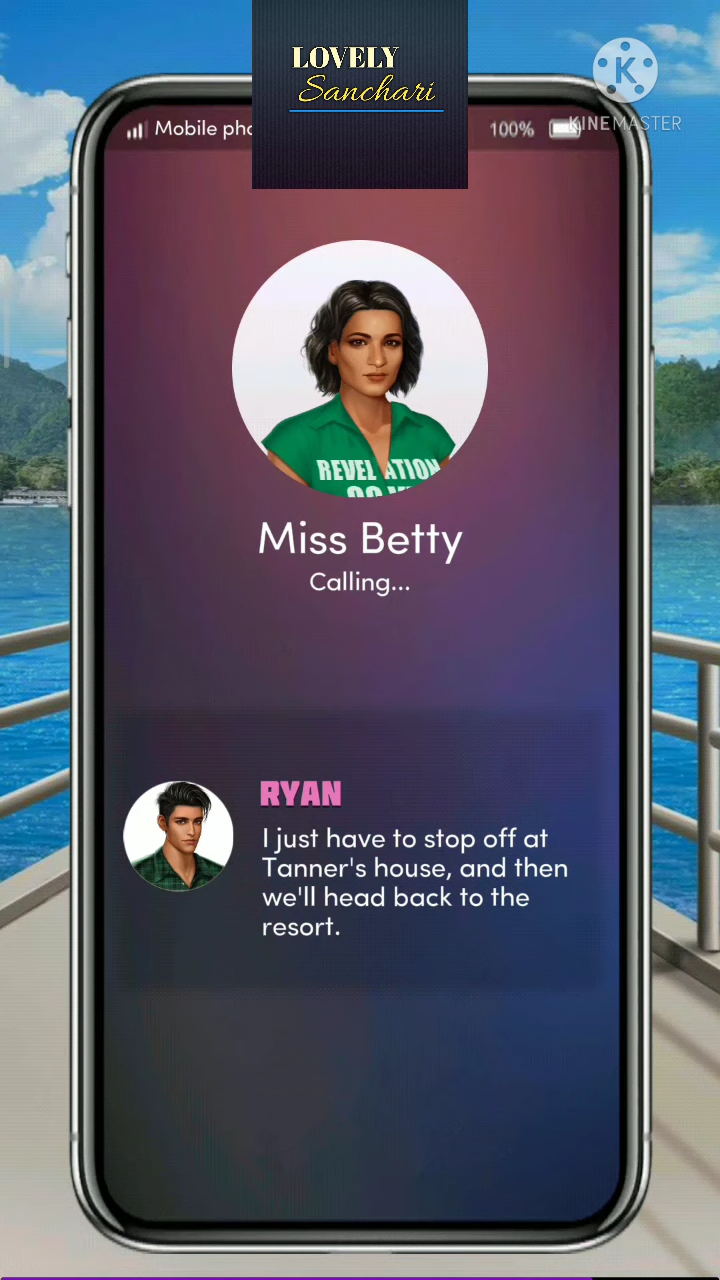 LOVELY
Sanchari
Mobile pho
100%
KINEMASTER
REVELATION
Miss Betty
Calling...
RYAN
I just have to stop off at
Tanner's house, and then
we'll head back to the
resort.